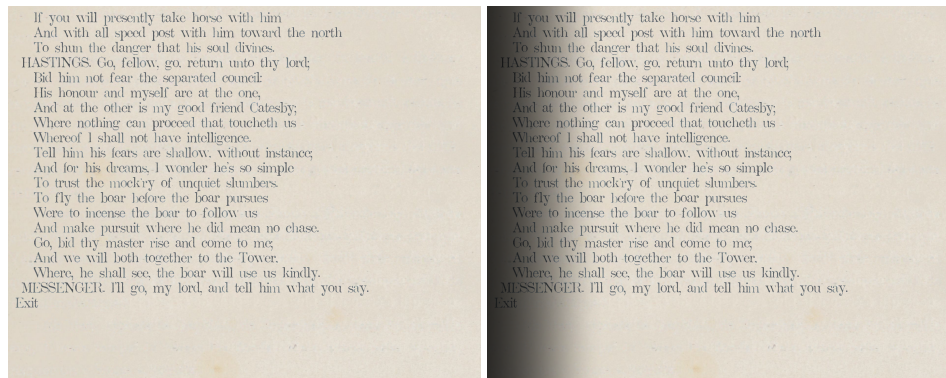 If you will presently take horse with him
And with all speed post with him toward the north
To shun the danger that his soul divines.
HASTINGS. Go, fellow, go, return unto thy lord;
Bid him not fear the separated council:
His honour and myself are at the one,
And at the other is my good friend Catesby;
Where nothing can proceed that toucheth us
Whereof I shall not have intelligence.
Tell him his fears are shallow, without instance;
And for his dreams, I wonder he's so simple
To trust the mock'ry of unquiet slumbers.
To fly the boar before the boar pursues
Were to incense the boar to follow us
And make pursuit where he did mean no chase.
Go, bid thy master rise and come to me;
And we will both together to the Tower,
Where, he shall see, the boar will use us kindly.
MESSENGER. I'll go, my lord, and tell him what you say.
Exit
If you will presently take horse with him
And with all speed post with him toward the north
To shun the danger that his soul divines.
HASTINGS. Go, fellow, go, return unto thy lord;
Bid him not fear the separated council:
His honour and myself are at the one,
And at the other is my good friend Catesby;
Where nothing can proceed that toucheth us
Whereof I shall not have intelligence.
Tell him his fears are shallow, without instance;
And for his dreams, I wonder he's so simple
To trust the mock'ry of unquiet slumbers.
To fly the boar before the boar pursues
Were to incense the boar to follow us
And make pursuit where he did mean no chase.
Go, bid thy master rise and come to me;
And we will both together to the Tower,
Where, he shall see, the boar will use us kindly.
MESSENGER. I'll go, my lord, and tell him what you say.
Exit